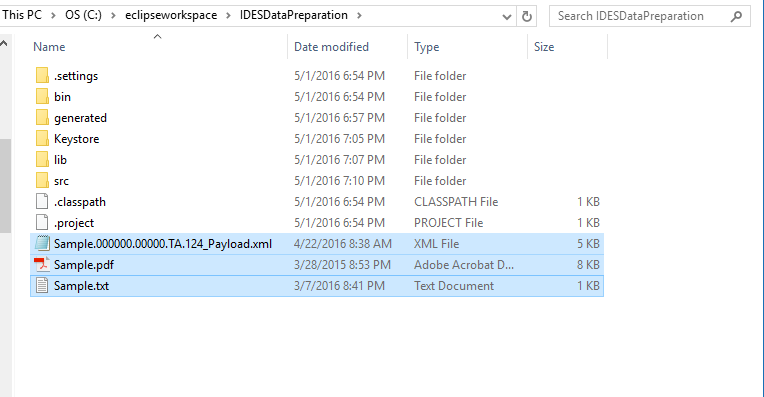 This PC > OS (C:) > eclipseworkspace > IDESDataPreparation > Search IDESDataPreparation
Name Date modified Type Size
.settings 5/1/2016 6:54 PM File folder
bin 5/1/2016 6:54 PM File folder
generated 5/1/2016 6:57 PM File folder
Keystore 5/1/2016 7:05 PM File folder
lib 5/1/2016 7:07 PM File folder
src 5/1/2016 7:10 PM File folder
.classpath 5/1/2016 6:54 PM CLASSPATH File 1 KB
.project 5/1/2016 6:54 PM PROJECT File 1 KB
Sample.000000.00000.TA.124_Payload.xml 4/22/2016 8:38 AM XML File 5 KB
Sample.pdf 3/28/2015 8:53 PM Adobe Acrobat D... 8 KB
Sample.txt 3/7/2016 8:41 PM Text Document 1 KB